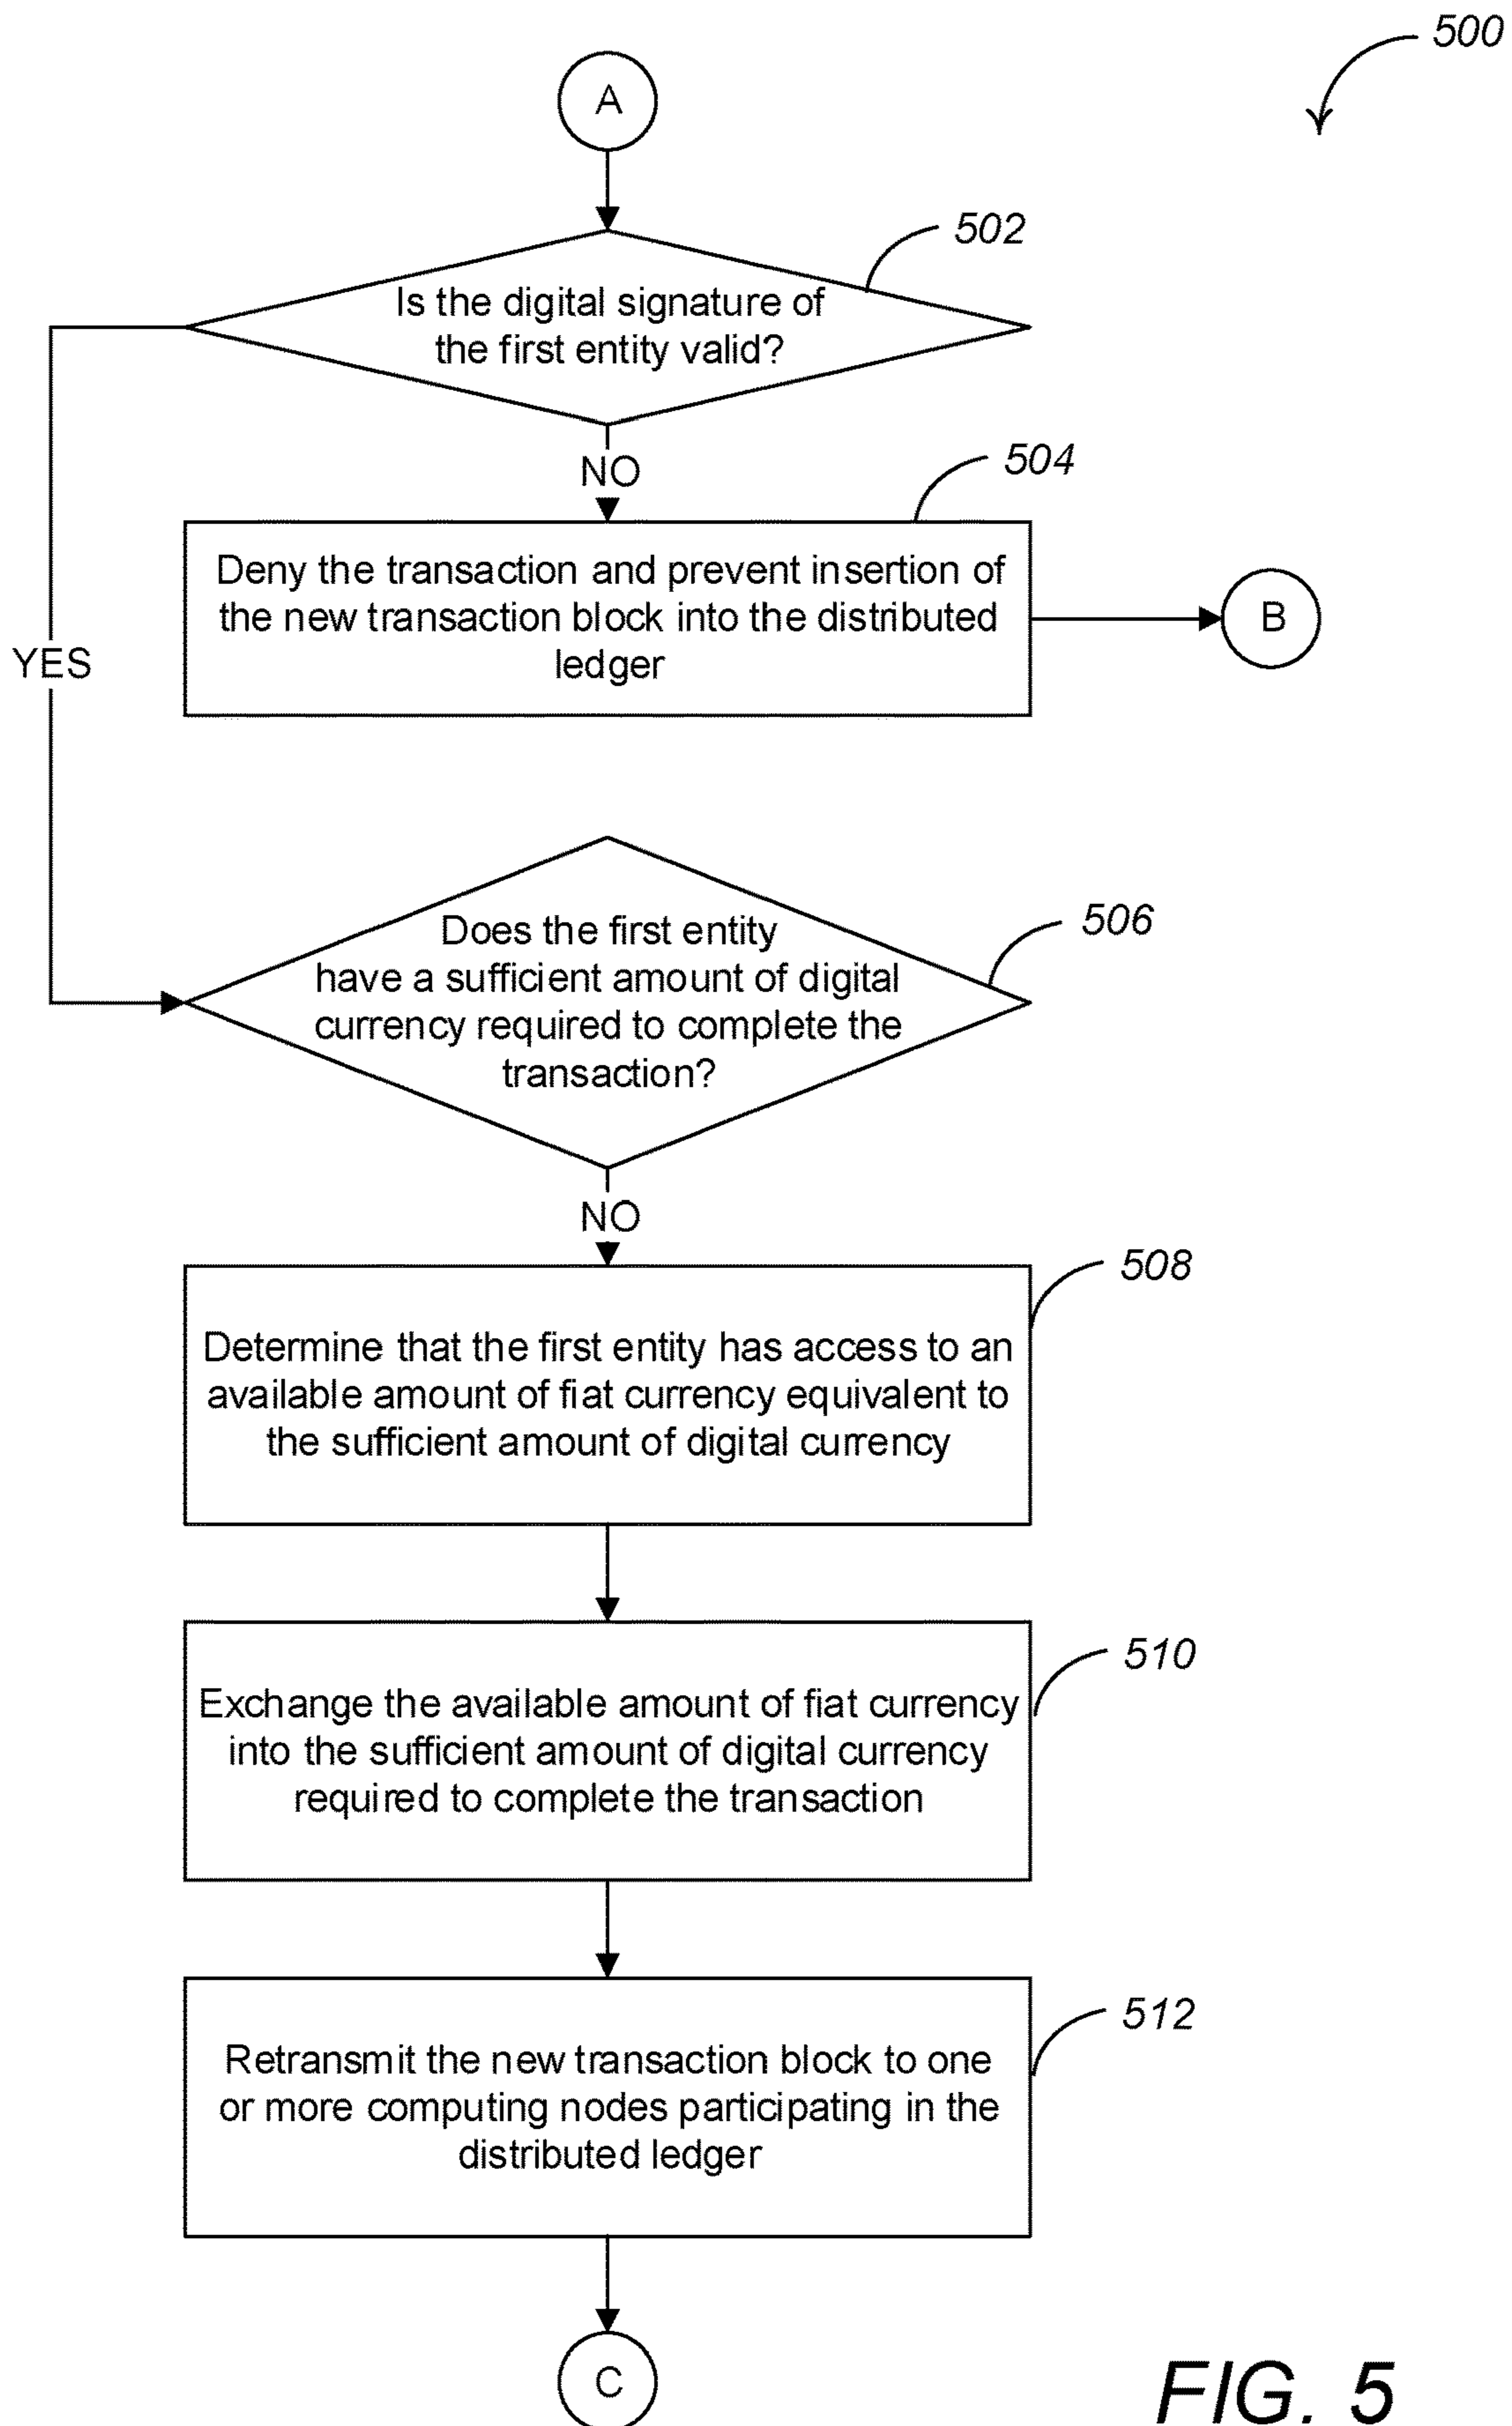 500
A
502
Is the digital signature of
the first entity valid?
NO
504
Deny the transaction and prevent insertion of
the new transaction block into the distributed
ledger
B
YES
506
Does the first entity
have a sufficient amount of digital
currency required to complete the
transaction?
NO
508
Determine that the first entity has access to an
available amount of fiat currency equivalent to
the sufficient amount of digital currency
510
Exchange the available amount of fiat currency
into the sufficient amount of digital currency
required to complete the transaction
512
Retransmit the new transaction block to one
or more computing nodes participating in the
distributed ledger
C
FIG. 5